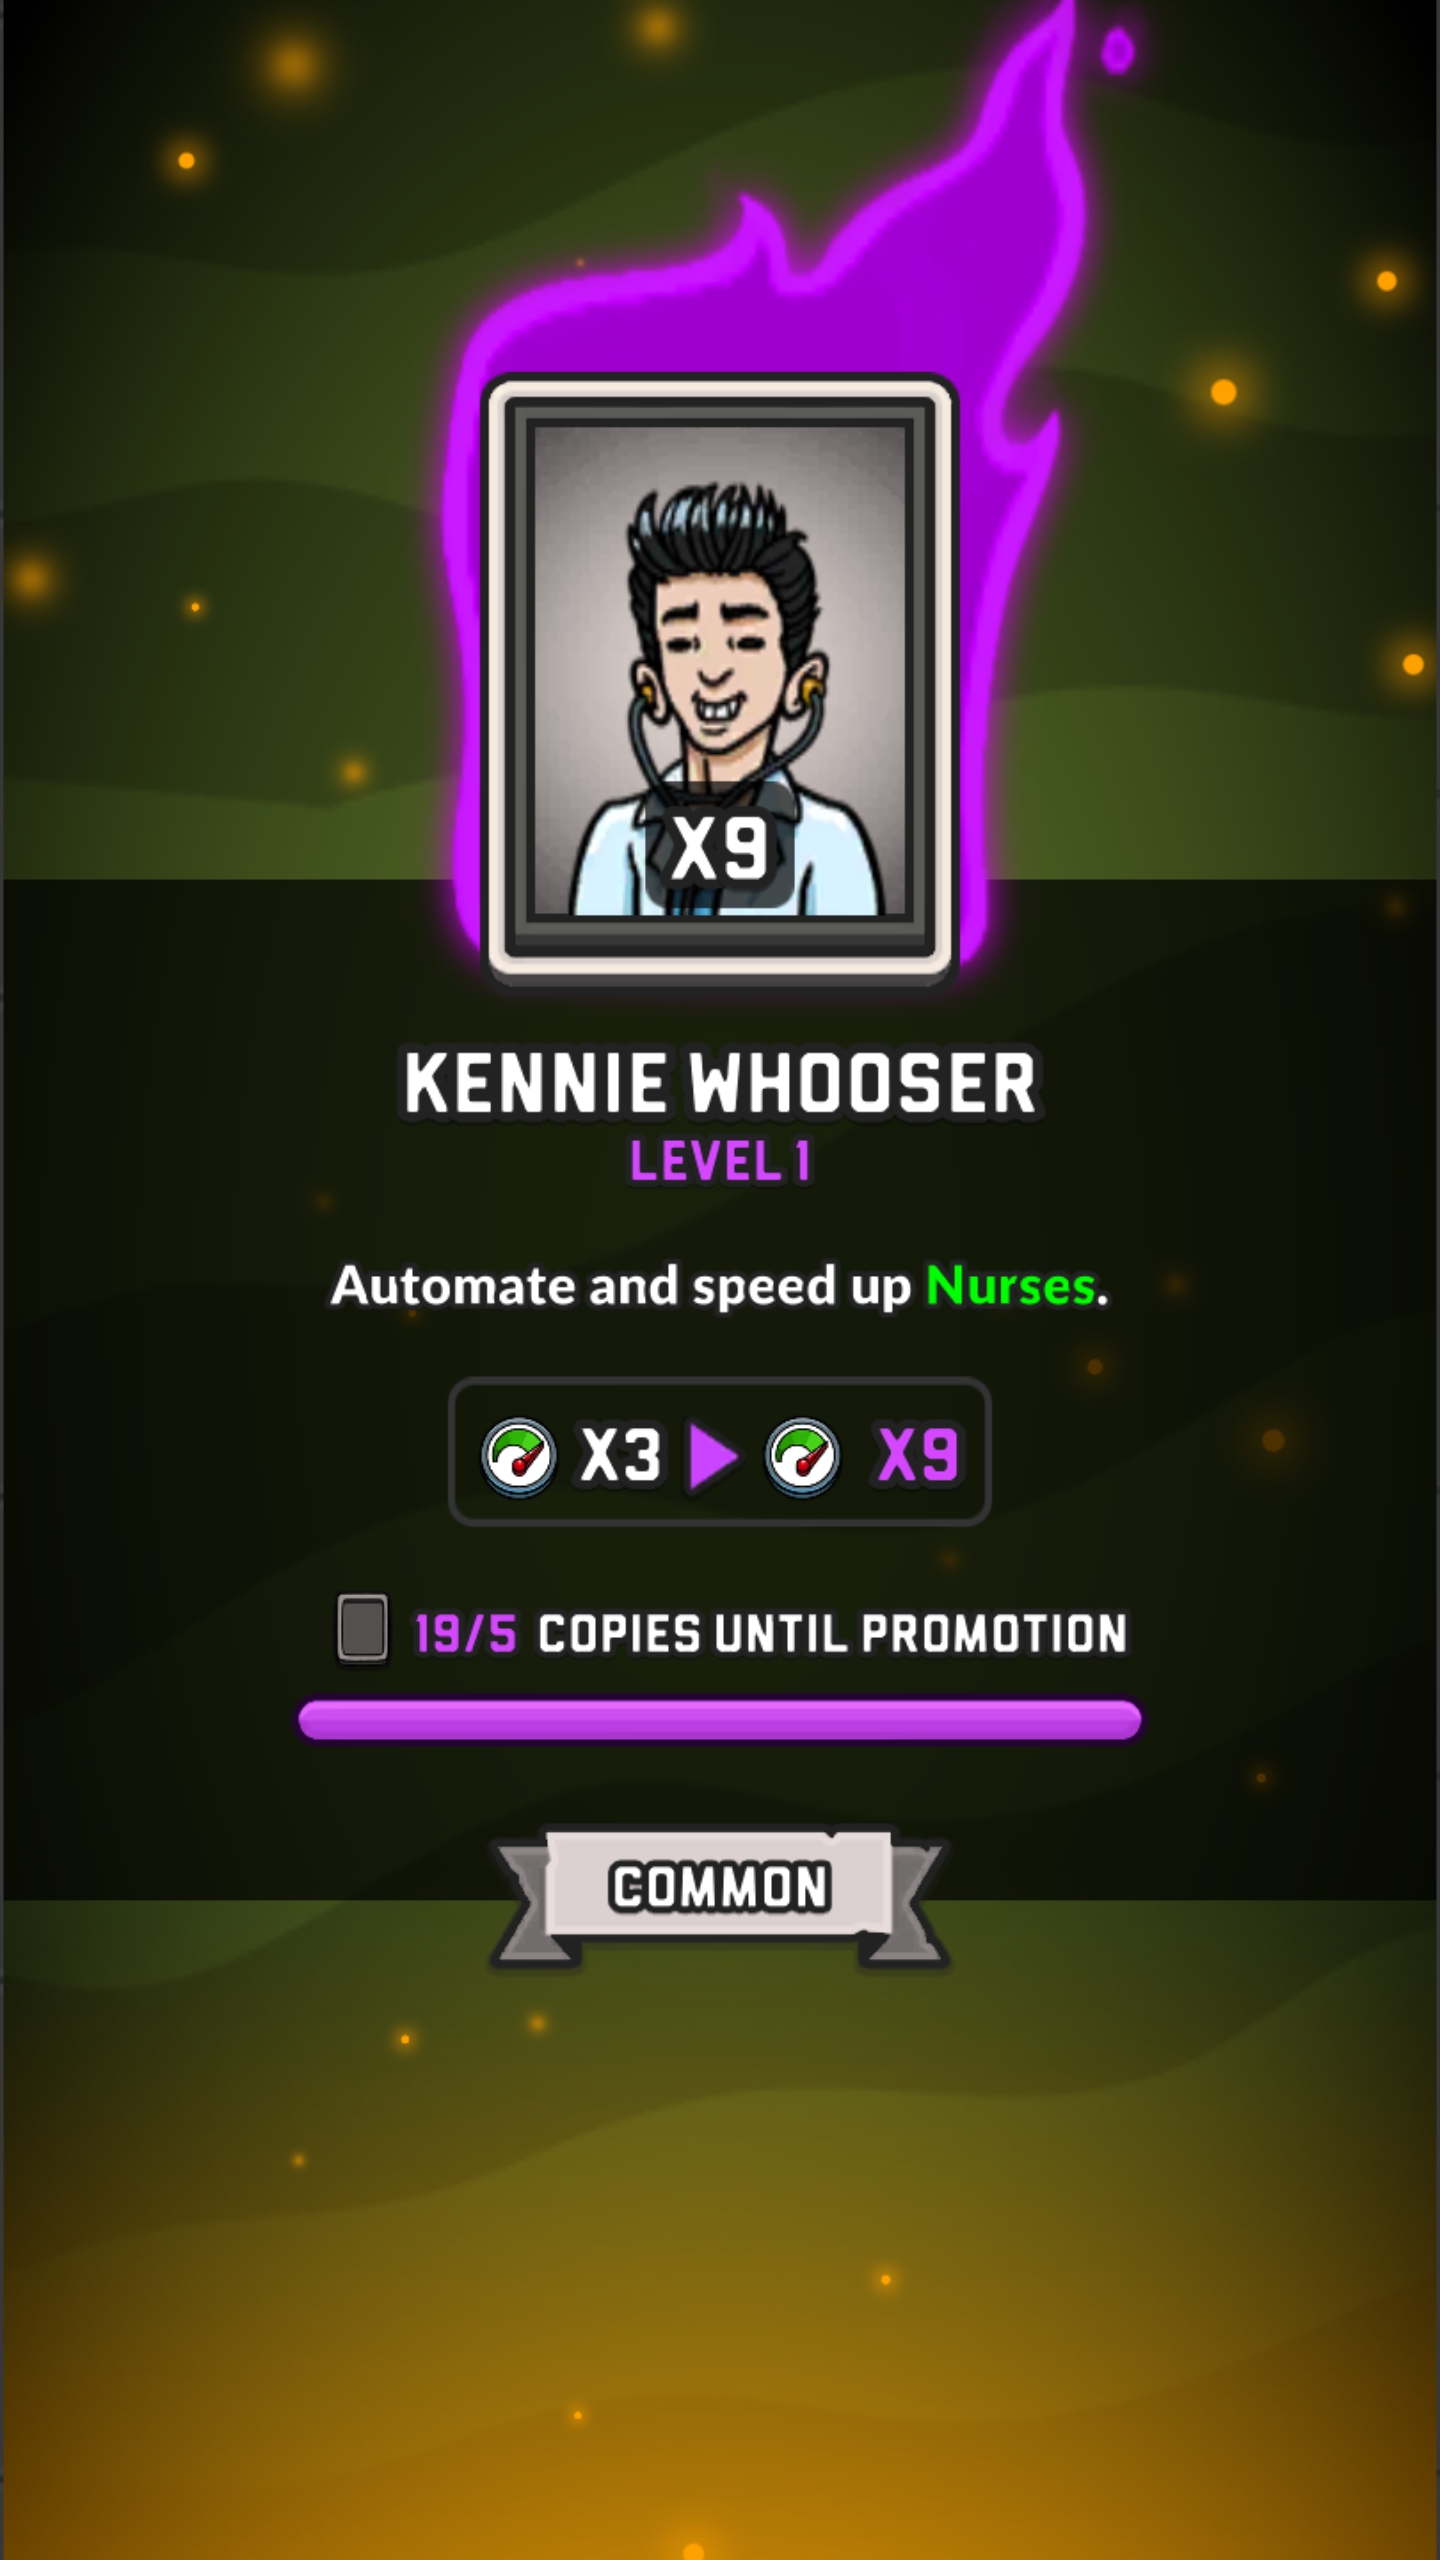 X9
KENNIE WHOOSER
LEVEL 1
Automate and speed up Nurses.
X3 X9
19/5 COPIES UNTIL PROMOTION
COMMON